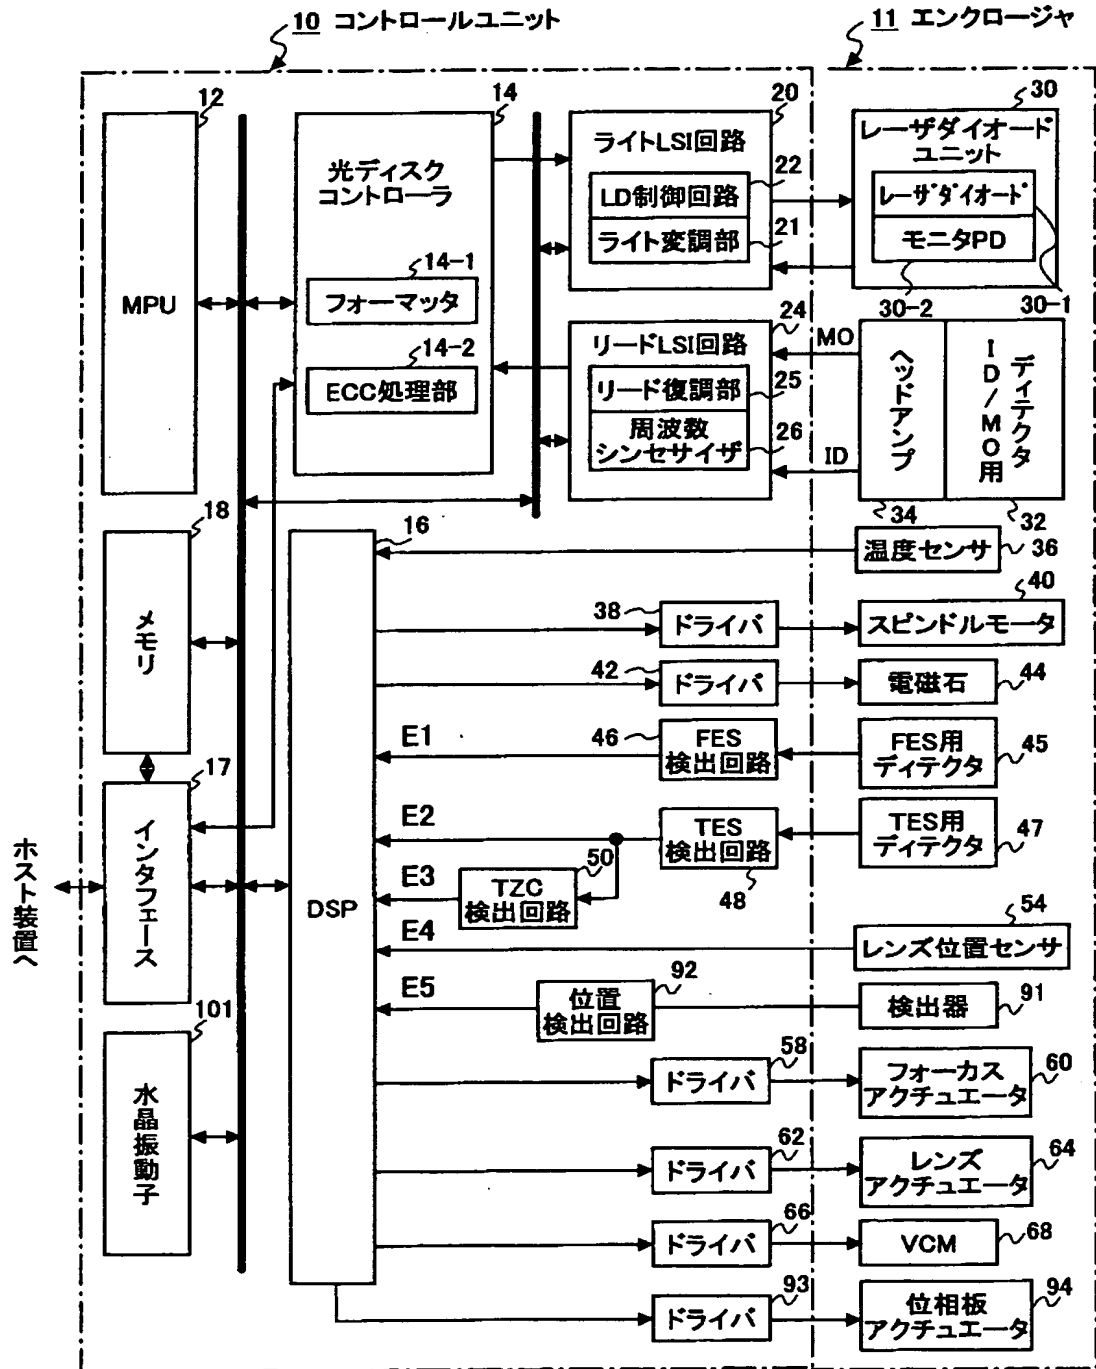 10 コントロールユニット
11 エンクロージャ
12
MPU
14
光ディスク
コントローラ
14-1
フォーマッタ
14-2
ECC処理部
20
ライトLSI回路
22
LD制御回路
ライト変調部
21
30
レーザダイオード
ユニット
レーザダイオード
モニタPD
30-2
30-1
24
リードLSI回路
リード復調部
25
周波数
シンセサイザ
26
MO
ID
ヘッドアンプ
34
ディテクタ
ID/MO用
32
18
メモリ
16
DSP
温度センサ
36
38
ドライバ
40
スピンドルモータ
42
ドライバ
電磁石
44
E1
46
FES
検出回路
FES用
ディテクタ
45
17
インタフェース
ホスト装置へ
E2
TES
検出回路
48
TES用
ディテクタ
47
E3
50
TZC
検出回路
E4
54
レンズ位置センサ
E5
92
位置
検出回路
検出器
91
101
水晶振動子
58
ドライバ
フォーカス
アクチュエータ
60
62
ドライバ
レンズ
アクチュエータ
64
66
ドライバ
VCM
68
93
ドライバ
位相板
アクチュエータ
94